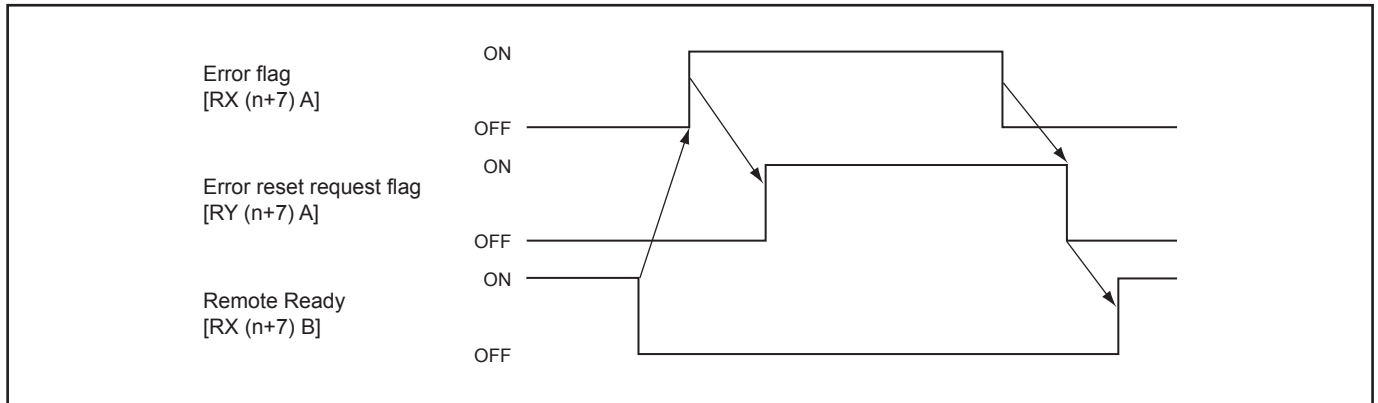 ON
Error flag
[RX (n+7) A]
OFF
ON
Error reset request flag
[RY (n+7) A]
OFF
ON
Remote Ready
[RX (n+7) B]
OFF